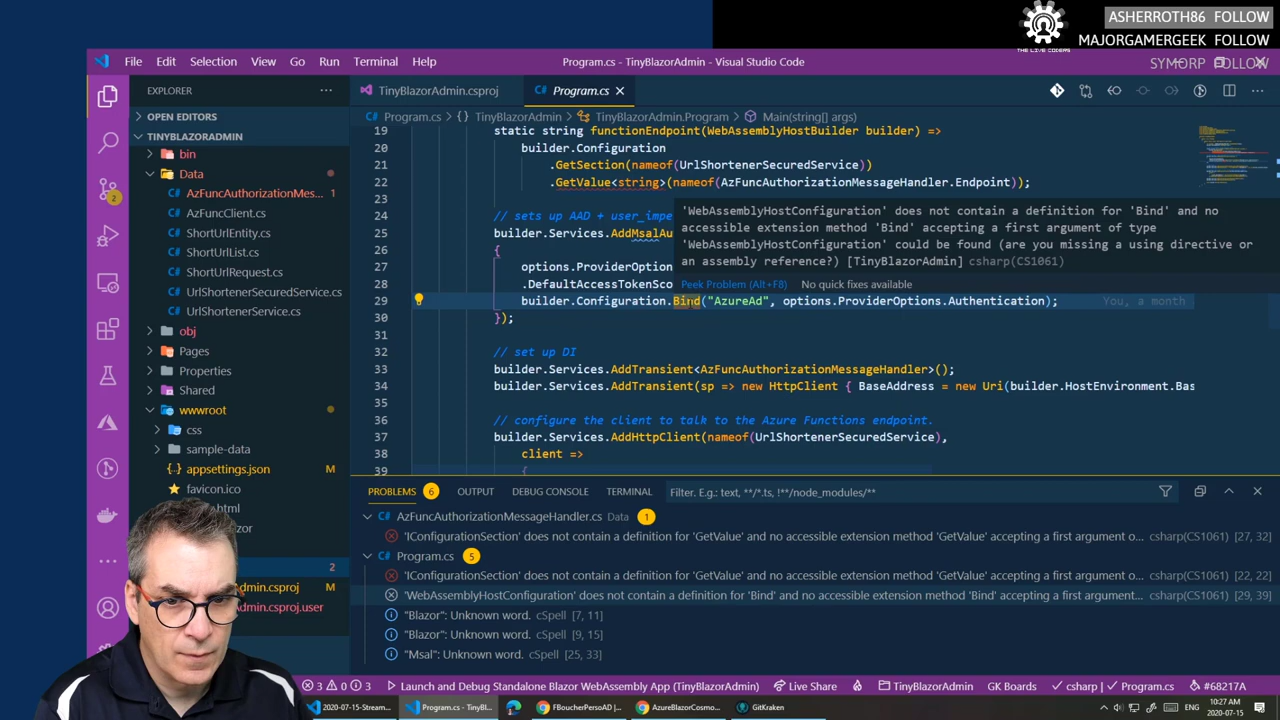 ASHERROTH86 FOLLOW
MAJORGAMERGEEK FOLLOW
SYMORP FOLLOW
THE LIVE CODERS
File Edit Selection View Go Run Terminal Help
Program.cs - TinyBlazorAdmin - Visual Studio Code
EXPLORER
TinyBlazorAdmin.csproj
Program.cs
OPEN EDITORS
TINYBLAZORADMIN
bin
Data
AzFuncAuthorizationMes...
AzFuncClient.cs
ShortUrlEntity.cs
ShortUrlList.cs
ShortUrlRequest.cs
UrlShortenerSecuredService.cs
UrlShortenerService.cs
obj
Pages
Properties
Shared
wwwroot
css
sample-data
appsettings.json M
favicon.ico
.html
2
Admin.csproj M
dmin.csproj.user
2
Program.cs > {} TinyBlazorAdmin > TinyBlazorAdmin.Program > Main(string[] args)
19 static string functionEndpoint(WebAssemblyHostBuilder builder) =>
20 builder.Configuration
21 .GetSection(nameof(UrlShortenerSecuredService))
22 .GetValue<string>(nameof(AzFuncAuthorizationMessageHandler.Endpoint));
23
24 // sets up AAD + user_impe
25 builder.Services.AddMsalAu
26 {
27 options.ProviderOption
28 .DefaultAccessTokenSco
29 builder.Configuration.Bind("AzureAd", options.ProviderOptions.Authentication); You, a month
30 });
31
32 // set up DI
33 builder.Services.AddTransient<AzFuncAuthorizationMessageHandler>();
34 builder.Services.AddTransient(sp => new HttpClient { BaseAddress = new Uri(builder.HostEnvironment.Bas
35
36 // configure the client to talk to the Azure Functions endpoint.
37 builder.Services.AddHttpClient(nameof(UrlShortenerSecuredService),
38 client =>
39 {
'WebAssemblyHostConfiguration' does not contain a definition for 'Bind' and no
accessible extension method 'Bind' accepting a first argument of type
'WebAssemblyHostConfiguration' could be found (are you missing a using directive or
an assembly reference?) [TinyBlazorAdmin] csharp(CS1061)
Peek Problem (Alt+F8) No quick fixes available
PROBLEMS 6 OUTPUT DEBUG CONSOLE TERMINAL
Filter. E.g.: text, **/*.ts, !**/node_modules/**
AzFuncAuthorizationMessageHandler.cs Data 1
'IConfigurationSection' does not contain a definition for 'GetValue' and no accessible extension method 'GetValue' accepting a first argument o... csharp(CS1061) [27, 32]
Program.cs 5
'IConfigurationSection' does not contain a definition for 'GetValue' and no accessible extension method 'GetValue' accepting a first argument o... csharp(CS1061) [22, 22]
'WebAssemblyHostConfiguration' does not contain a definition for 'Bind' and no accessible extension method 'Bind' accepting a first argument... csharp(CS1061) [29, 39]
"Blazor": Unknown word. cSpell [7, 11]
"Blazor": Unknown word. cSpell [9, 15]
"Msal": Unknown word. cSpell [25, 33]
3 0 3 Launch and Debug Standalone Blazor WebAssembly App (TinyBlazorAdmin) Live Share TinyBlazorAdmin GK Boards csharp | Program.cs #68217A
2020-07-15-Stream... Program.cs - TinyBl... FBoucherPersoAD |... AzureBlazorCosmo... GitKraken
10:27 AM
2020-07-15